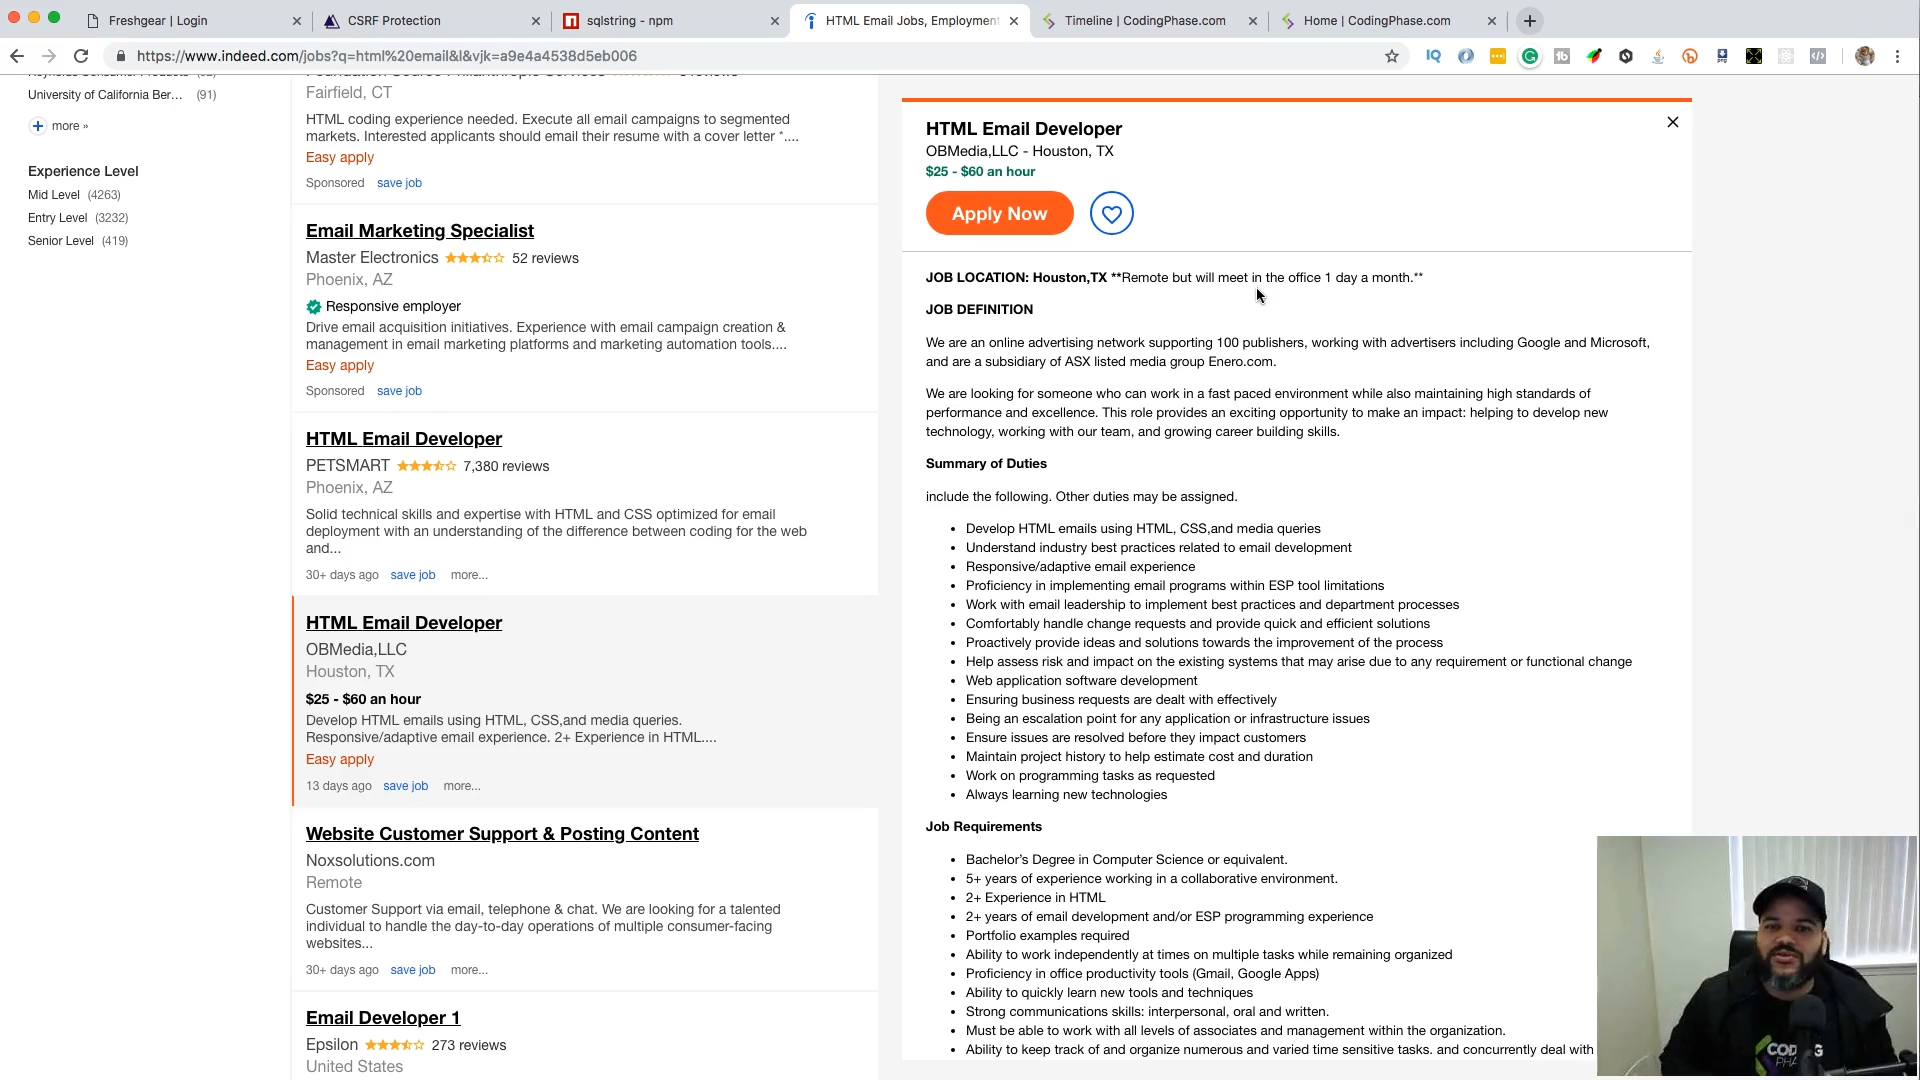 Freshgear | Login
CSRF Protection
sqlstring - npm
HTML Email Jobs, Employment
Timeline | CodingPhase.com
Home | CodingPhase.com
https://www.indeed.com/jobs?q=html%20email&l&vjk=a9e4a4538d5eb006
University of California Ber... (91)
more »
Experience Level
Mid Level (4263)
Entry Level (3232)
Senior Level (419)
Fairfield, CT
HTML coding experience needed. Execute all email campaigns to segmented
markets. Interested applicants should email their resume with a cover letter *....
Easy apply
Sponsored save job
Email Marketing Specialist
Master Electronics 52 reviews
Phoenix, AZ
Responsive employer
Drive email acquisition initiatives. Experience with email campaign creation &
management in email marketing platforms and marketing automation tools....
Easy apply
Sponsored save job
HTML Email Developer
PETSMART 7,380 reviews
Phoenix, AZ
Solid technical skills and expertise with HTML and CSS optimized for email
deployment with an understanding of the difference between coding for the web
and...
30+ days ago save job more...
HTML Email Developer
OBMedia,LLC
Houston, TX
$25 - $60 an hour
Develop HTML emails using HTML, CSS,and media queries.
Responsive/adaptive email experience. 2+ Experience in HTML....
Easy apply
13 days ago save job more...
Website Customer Support & Posting Content
Noxsolutions.com
Remote
Customer Support via email, telephone & chat. We are looking for a talented
individual to handle the day-to-day operations of multiple consumer-facing
websites...
30+ days ago save job more...
Email Developer 1
Epsilon 273 reviews
United States
HTML Email Developer
OBMedia,LLC - Houston, TX
$25 - $60 an hour
Apply Now
JOB LOCATION: Houston,TX **Remote but will meet in the office 1 day a month.**
JOB DEFINITION
We are an online advertising network supporting 100 publishers, working with advertisers including Google and Microsoft,
and are a subsidiary of ASX listed media group Enero.com.
We are looking for someone who can work in a fast paced environment while also maintaining high standards of
performance and excellence. This role provides an exciting opportunity to make an impact: helping to develop new
technology, working with our team, and growing career building skills.
Summary of Duties
include the following. Other duties may be assigned.
• Develop HTML emails using HTML, CSS,and media queries
• Understand industry best practices related to email development
• Responsive/adaptive email experience
• Proficiency in implementing email programs within ESP tool limitations
• Work with email leadership to implement best practices and department processes
• Comfortably handle change requests and provide quick and efficient solutions
• Proactively provide ideas and solutions towards the improvement of the process
• Help assess risk and impact on the existing systems that may arise due to any requirement or functional change
• Web application software development
• Ensuring business requests are dealt with effectively
• Being an escalation point for any application or infrastructure issues
• Ensure issues are resolved before they impact customers
• Maintain project history to help estimate cost and duration
• Work on programming tasks as requested
• Always learning new technologies
Job Requirements
• Bachelor's Degree in Computer Science or equivalent.
• 5+ years of experience working in a collaborative environment.
• 2+ Experience in HTML
• 2+ years of email development and/or ESP programming experience
• Portfolio examples required
• Ability to work independently at times on multiple tasks while remaining organized
• Proficiency in office productivity tools (Gmail, Google Apps)
• Ability to quickly learn new tools and techniques
• Strong communications skills: interpersonal, oral and written.
• Must be able to work with all levels of associates and management within the organization.
• Ability to keep track of and organize numerous and varied time sensitive tasks. and concurrently deal with